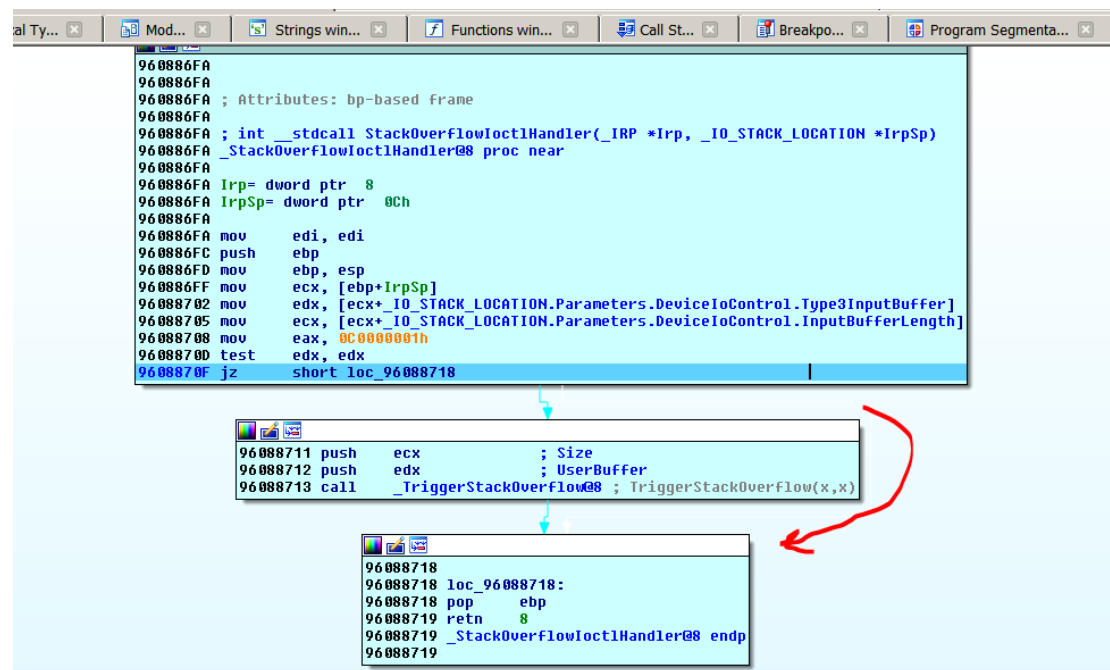 al Ty... Mod... Strings win... Functions win... Call St... Breakpo... Program Segmenta...
960886FA
960886FA
960886FA ; Attributes: bp-based frame
960886FA
960886FA ; int __stdcall StackOverflowIoctlHandler(_IRP *Irp, _IO_STACK_LOCATION *IrpSp)
960886FA _StackOverflowIoctlHandler@8 proc near
960886FA
960886FA Irp= dword ptr  8
960886FA IrpSp= dword ptr  0Ch
960886FA
960886FA mov     edi, edi
960886FC push    ebp
960886FD mov     ebp, esp
960886FF mov     ecx, [ebp+IrpSp]
96088702 mov     edx, [ecx+_IO_STACK_LOCATION.Parameters.DeviceIoControl.Type3InputBuffer]
96088705 mov     ecx, [ecx+_IO_STACK_LOCATION.Parameters.DeviceIoControl.InputBufferLength]
96088708 mov     eax, 0C0000001h
9608870D test    edx, edx
9608870F jz      short loc_96088718
96088711 push    ecx             ; Size
96088712 push    edx             ; UserBuffer
96088713 call    _TriggerStackOverflow@8 ; TriggerStackOverflow(x,x)
96088718
96088718 loc_96088718:
96088718 pop     ebp
96088719 retn    8
96088719 _StackOverflowIoctlHandler@8 endp
96088719